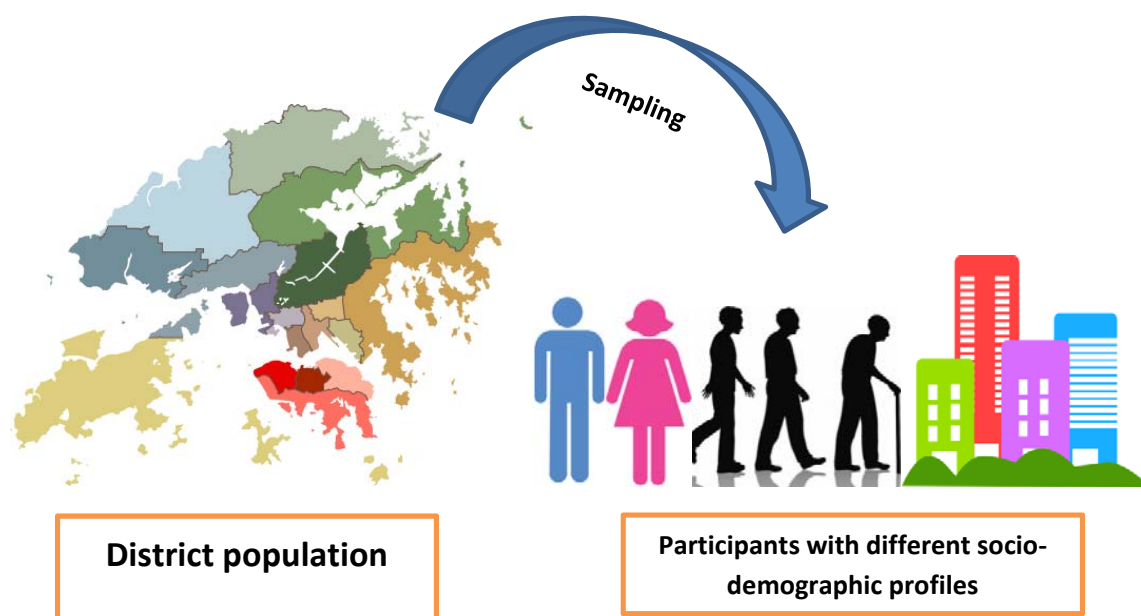 Sampling
District population
Participants with different socio-
demographic profiles